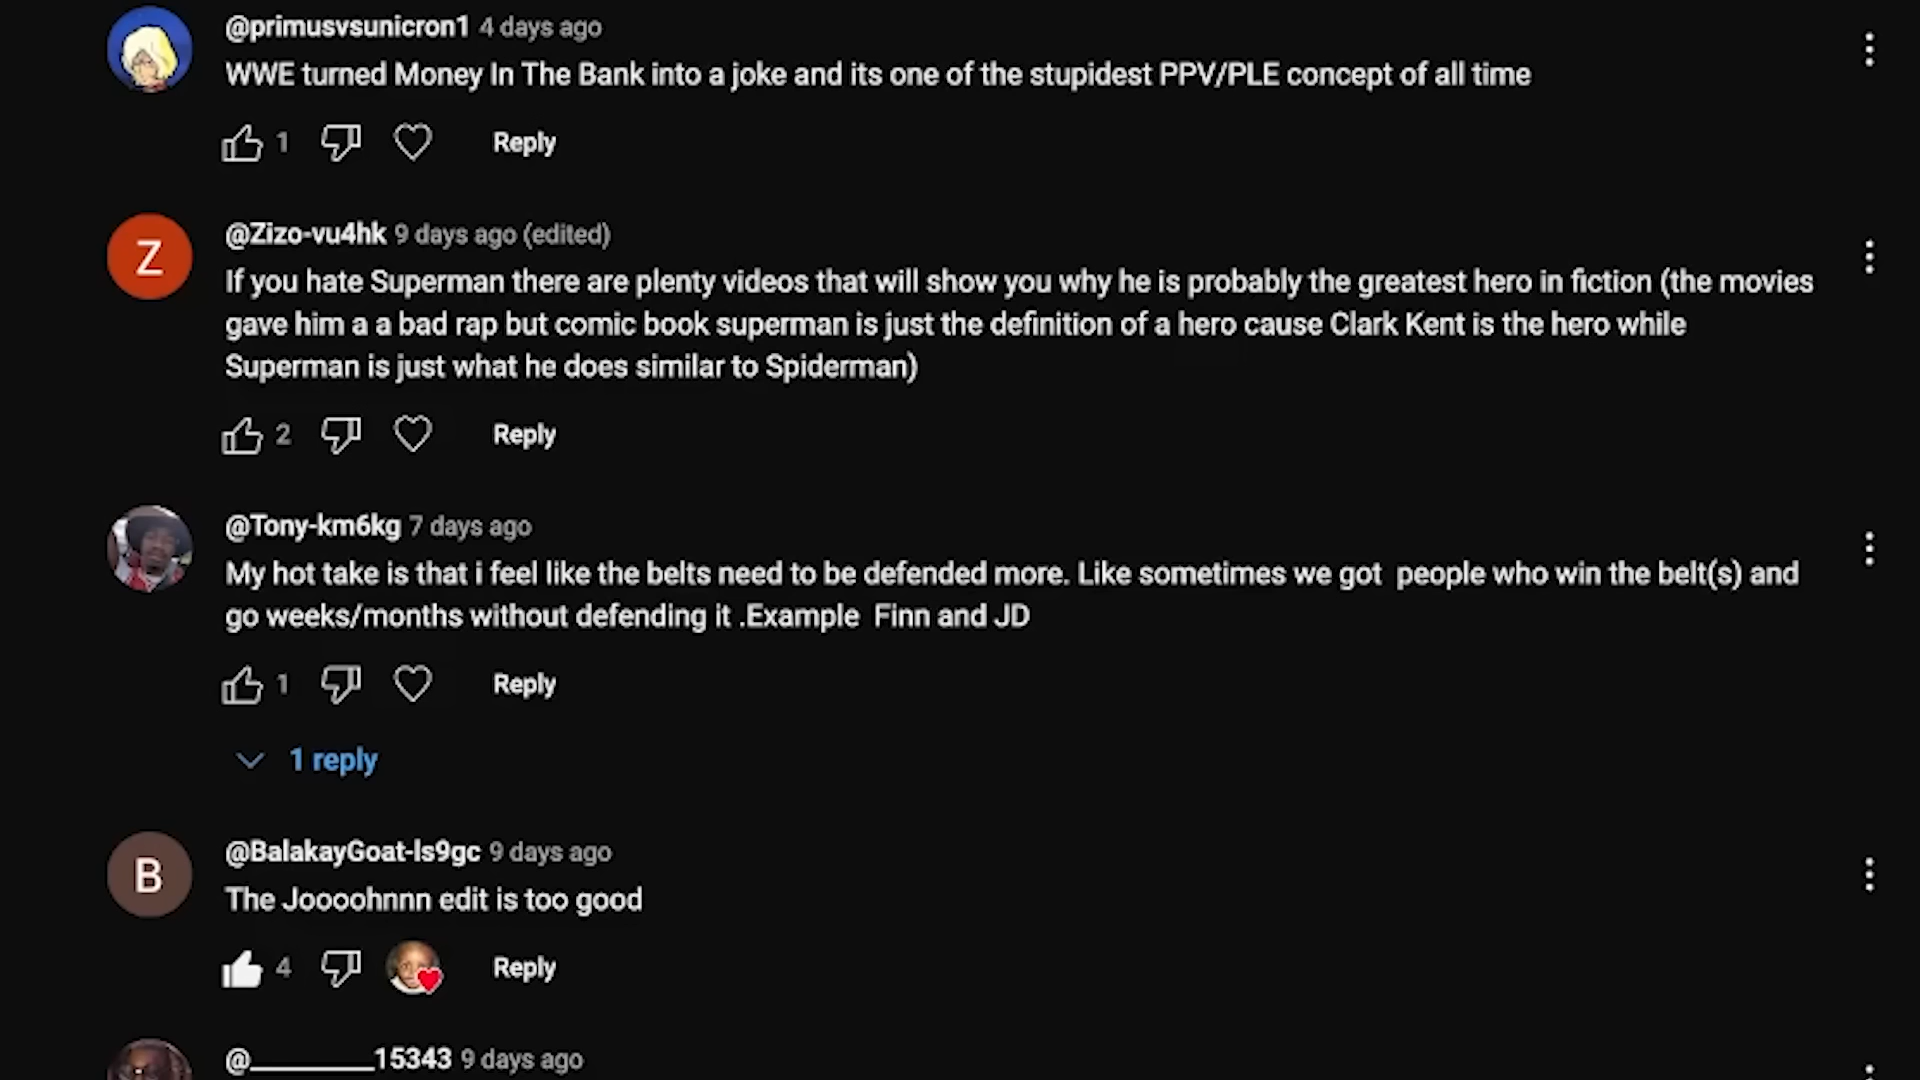 @primusvsunicron1 4 days ago
WWE turned Money In The Bank into a joke and its one of the stupidest PPV/PLE concept of all time
1 Reply
Z
@Zizo-vu4hk 9 days ago (edited)
If you hate Superman there are plenty videos that will show you why he is probably the greatest hero in fiction (the movies
gave him a a bad rap but comic book superman is just the definition of a hero cause Clark Kent is the hero while
Superman is just what he does similar to Spiderman)
2 Reply
@Tony-km6kg 7 days ago
My hot take is that i feel like the belts need to be defended more. Like sometimes we got people who win the belt(s) and
go weeks/months without defending it .Example Finn and JD
1 Reply
1 reply
B
@BalakayGoat-ls9gc 9 days ago
The Joooohnnn edit is too good
4 Reply
@_________15343 9 days ago